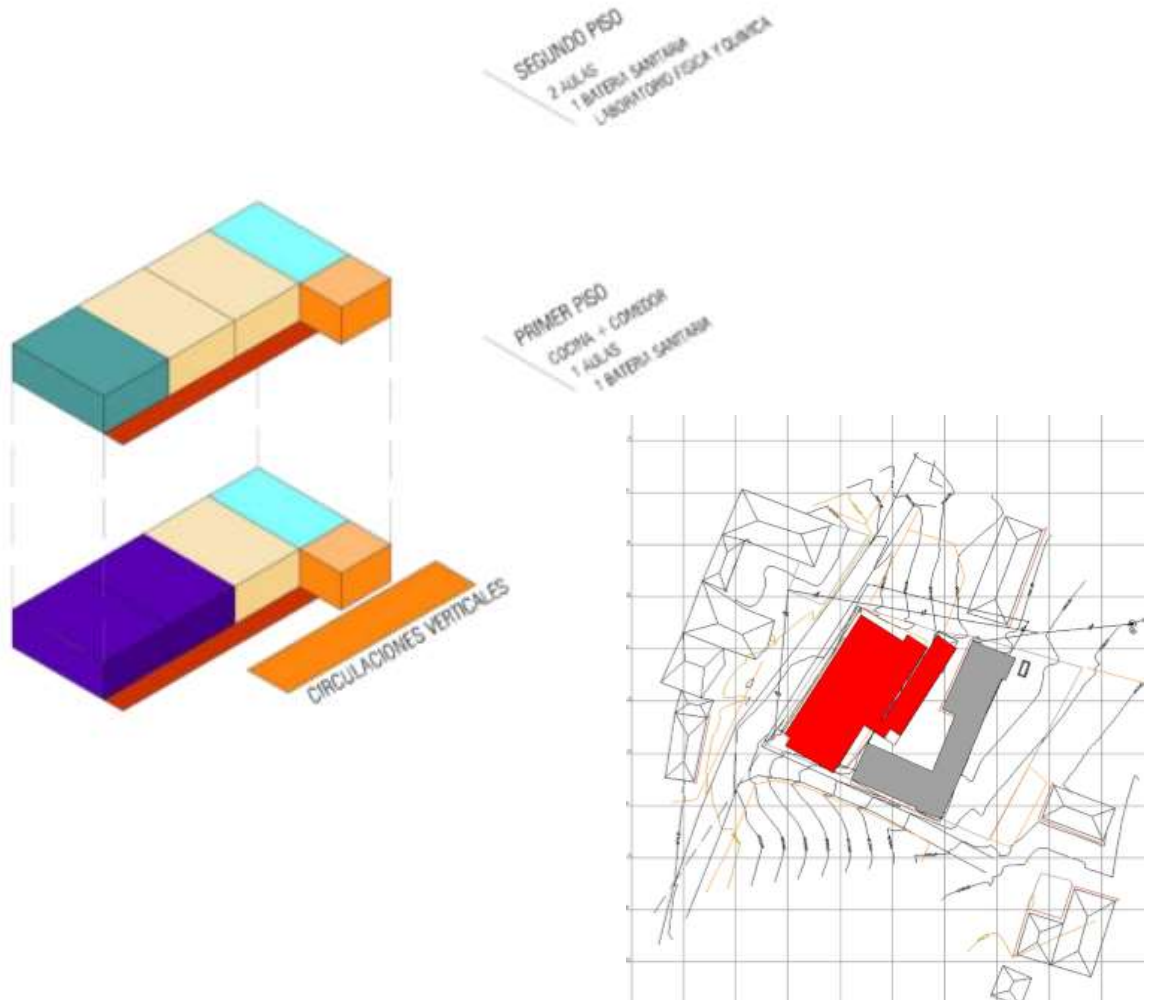 SEGUNDO PISO
2 AULAS
1 BATERIA SANITARIA
LABORATORIO FISICA Y QUIMICA
PRIMER PISO
COCINA + COMEDOR
1 AULAS
1 BATERIA SANITARIA
CIRCULACIONES VERTICALES